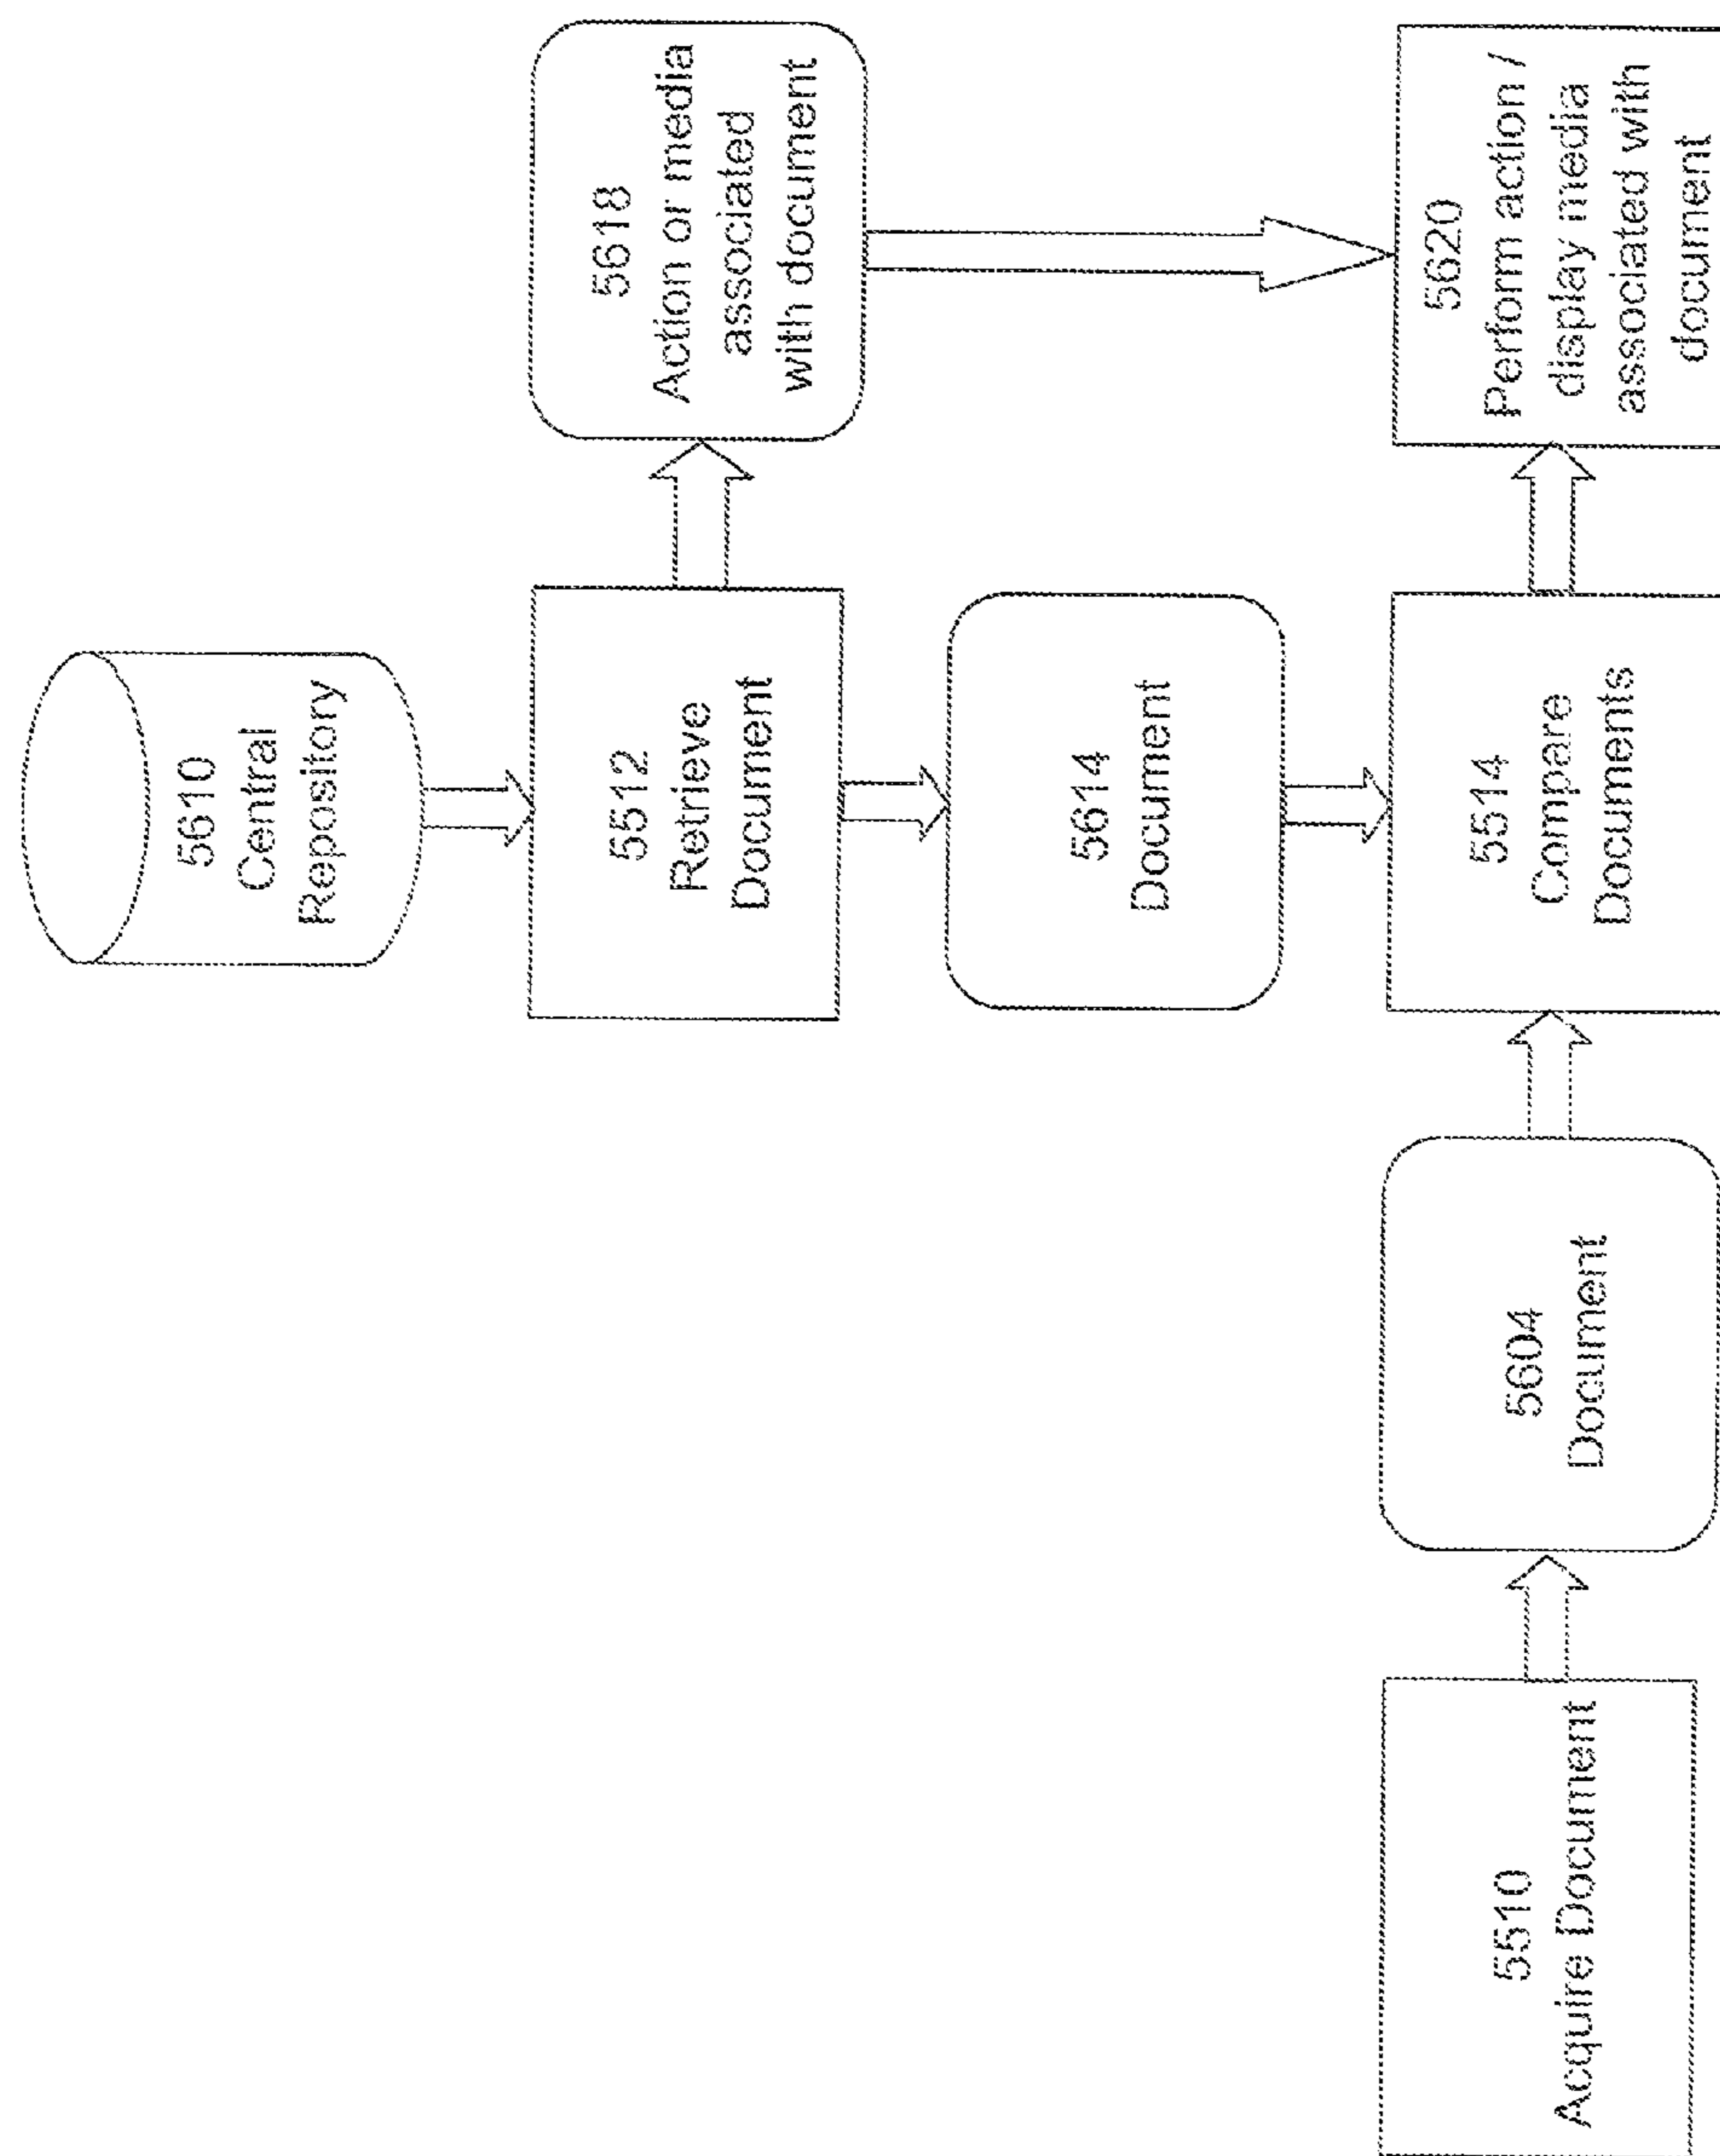 5610
Central
Repository
5512
Retrieve
Document
5618
Action or media
associated
with document
5614
Document
5510
Acquire Document
5604
Document
5514
Compare
Documents
5620
Perform action /
display media
associated with
document